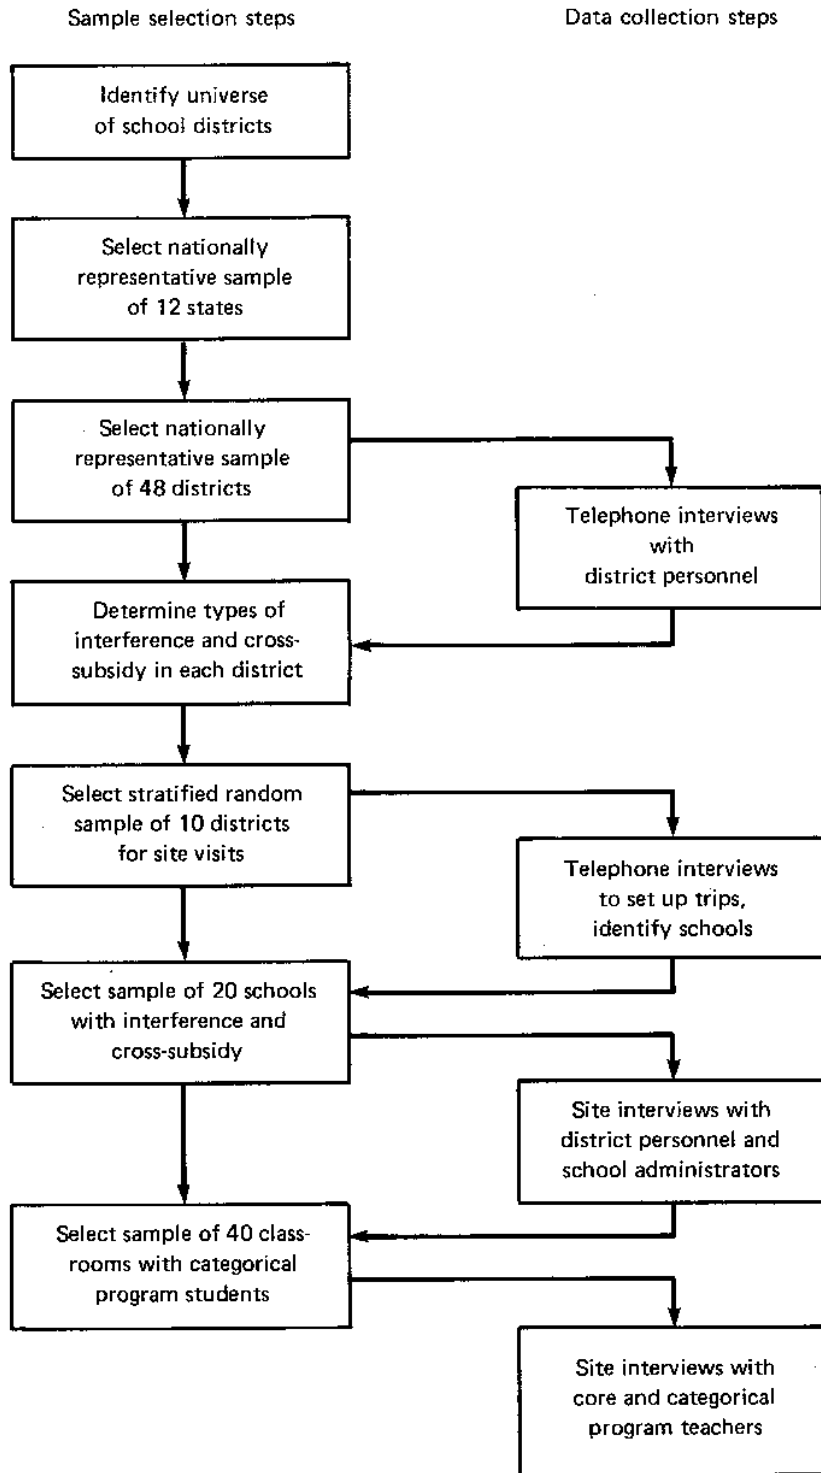 Sample selection steps
Data collection steps
Identify universe
of school districts
Select nationally
representative sample
of 12 states
Select nationally
representative sample
of 48 districts
Telephone interviews
with
district personnel
Determine types of
interference and cross-
subsidy in each district
Select stratified random
sample of 10 districts
for site visits
Telephone interviews
to set up trips,
identify schools
Select sample of 20 schools
with interference and
cross-subsidy
Site interviews with
district personnel and
school administrators
Select sample of 40 class-
rooms with categorical
program students
Site interviews with
core and categorical
program teachers